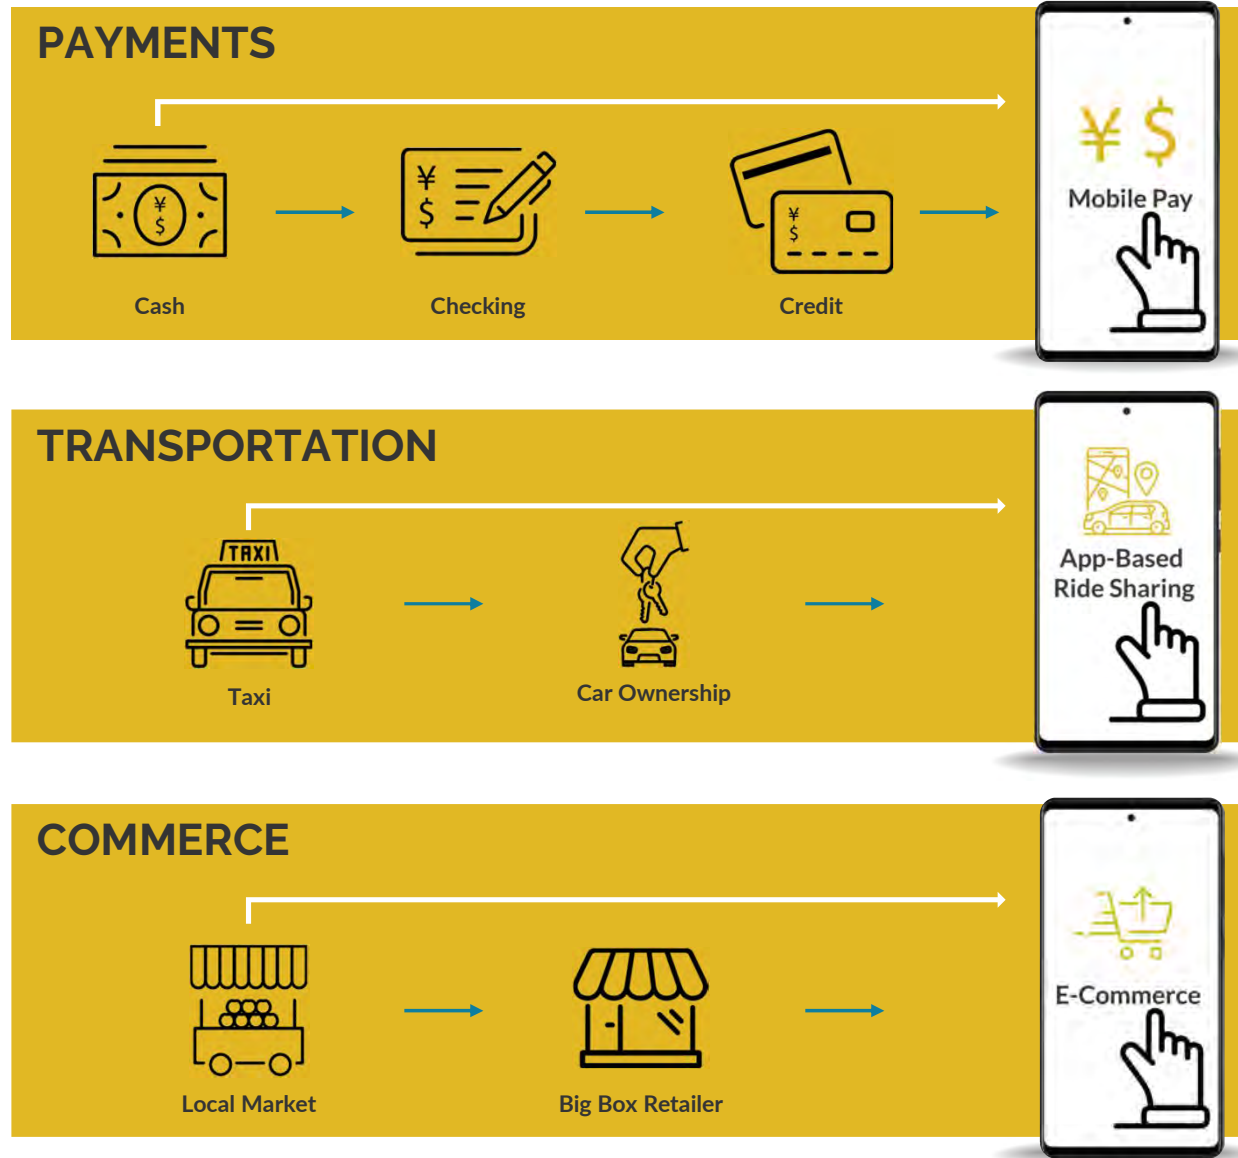 PAYMENTS
¥ $
Mobile Pay
¥
$
¥
$
¥
$
Cash
Checking
Credit
TRANSPORTATION
App-Based
Ride Sharing
TAXI
Taxi
Car Ownership
COMMERCE
E-Commerce
Local Market
Big Box Retailer